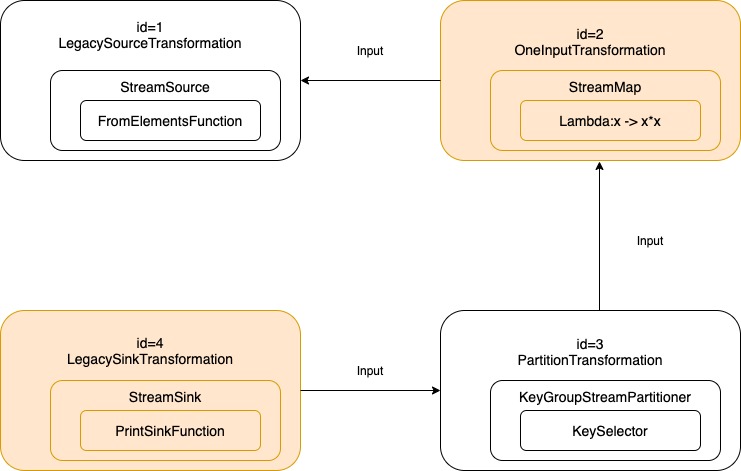 id=1
LegacySourceTransformation
StreamSource
FromElementsFunction
Input
id=2
OneInputTransformation
StreamMap
Lambda:x -> x*x
Input
id=4
LegacySinkTransformation
StreamSink
PrintSinkFunction
Input
id=3
PartitionTransformation
KeyGroupStreamPartitioner
KeySelector